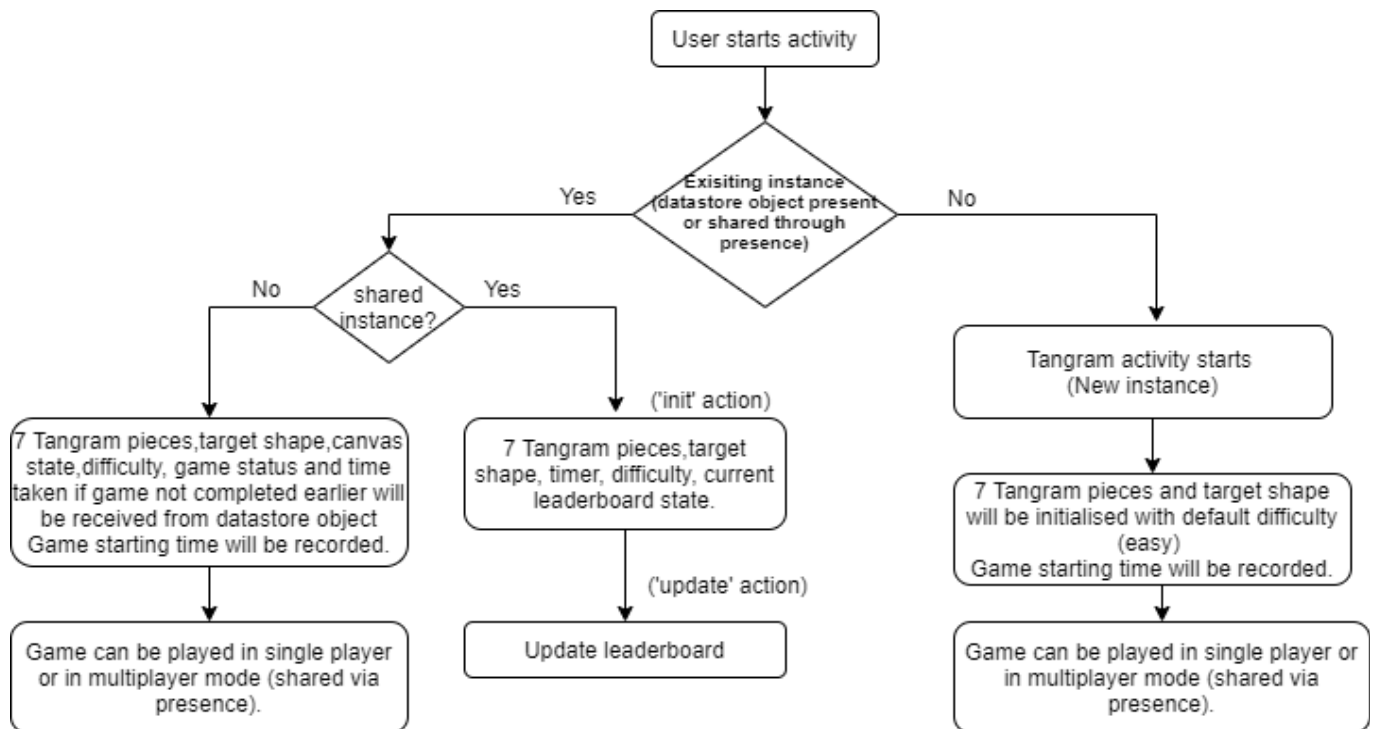 User starts activity
Exisiting instance
(datastore object present
or shared through
presence)
Yes
No
shared
instance?
No
Yes
Tangram activity starts
(New instance)
('init' action)
7 Tangram pieces,target shape,canvas
state,difficulty, game status and time
taken if game not completed earlier will
be received from datastore object
Game starting time will be recorded.
7 Tangram pieces,target
shape, timer, difficulty, current
leaderboard state.
7 Tangram pieces and target shape
will be initialised with default difficulty
(easy)
Game starting time will be recorded.
('update' action)
Game can be played in single player
or in multiplayer mode (shared via
presence).
Update leaderboard
Game can be played in single player or
in multiplayer mode (shared via
presence).